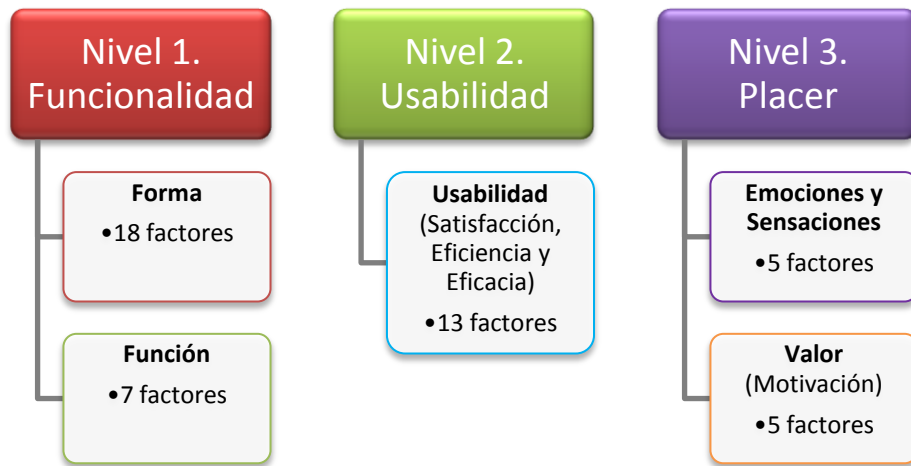 Nivel 1.
Funcionalidad
Forma
•18 factores
Función
•7 factores
Nivel 2.
Usabilidad
Usabilidad
(Satisfacción,
Eficiencia y
Eficacia)
•13 factores
Nivel 3.
Placer
Emociones y
Sensaciones
•5 factores
Valor
(Motivación)
•5 factores